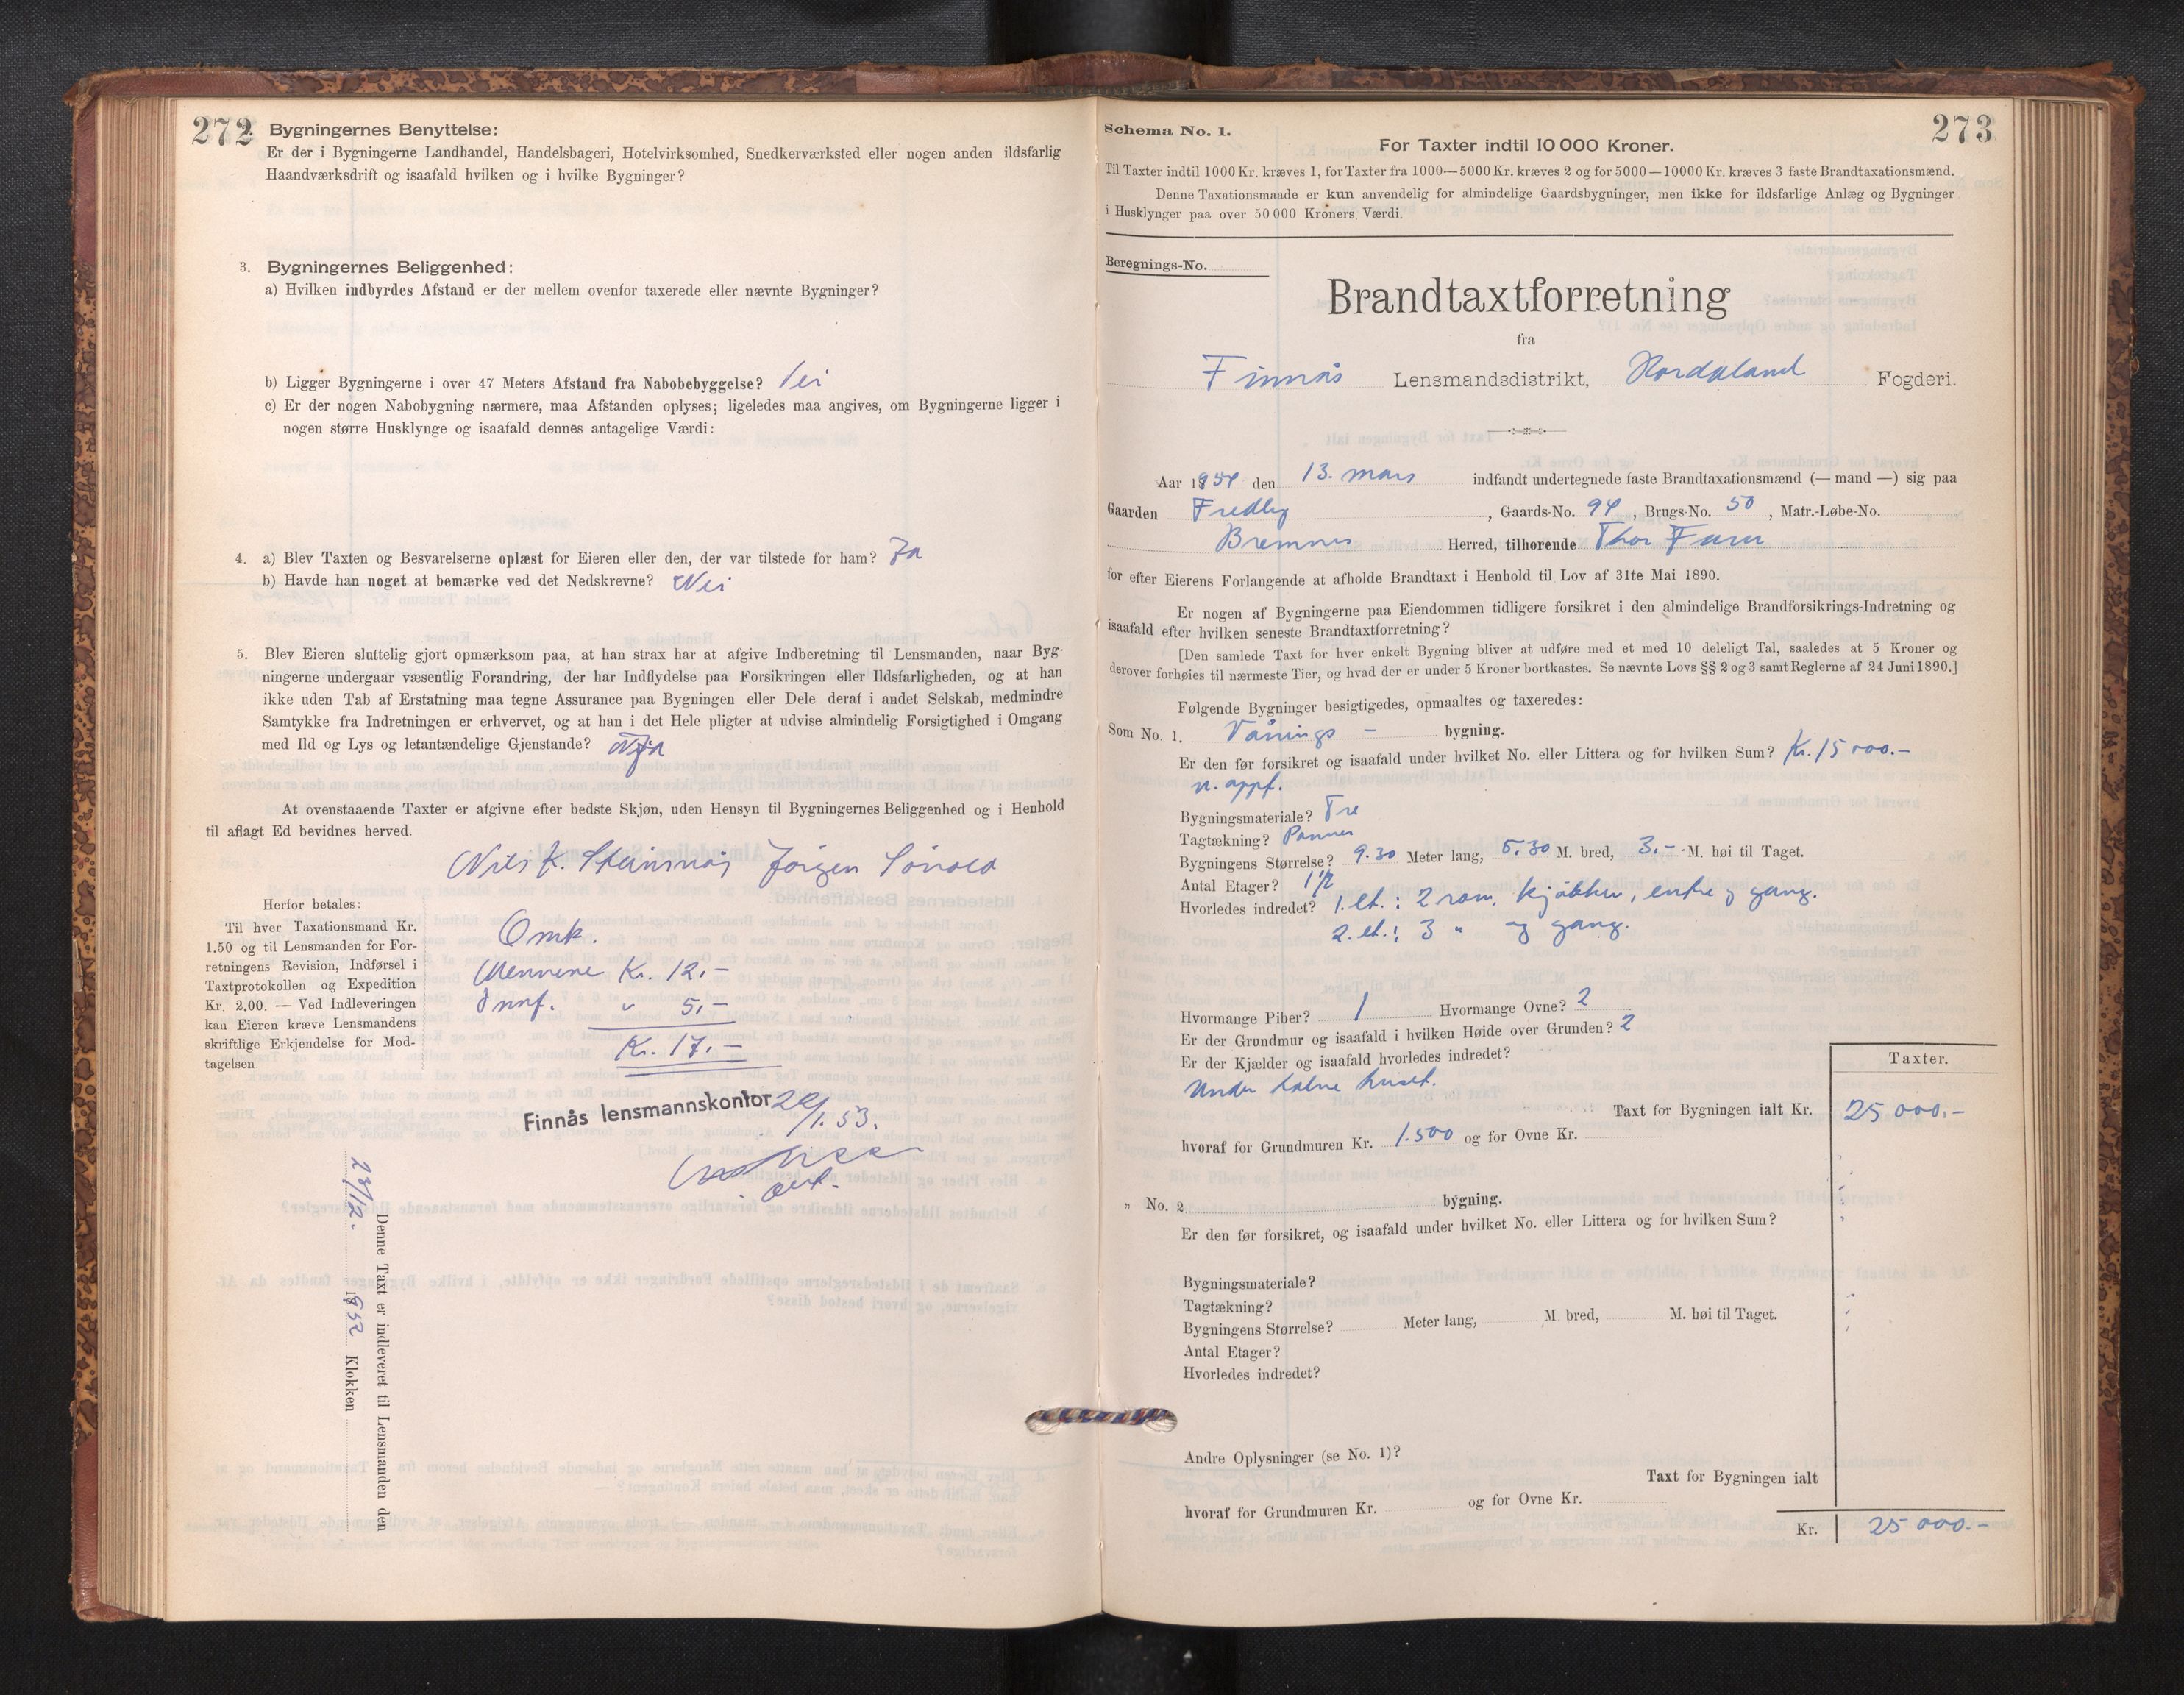 272
2. Bygningernes Benyttelse:
Er der i Bygningerne Landhandel, Handelsbageri, Hotelvirksomhed, Snedkerværksted eller nogen anden ildsfarlig
Haandværksdrift og isaafald hvilken og i hvilke Bygninger?
3. Bygningernes Beliggenhed:
a) Hvilken indbyrdes Afstand er der mellem ovenfor taxerede eller nævnte Bygninger?
b) Ligger Bygningerne i over 47 Meters Afstand fra Nabobebyggelse? Nei
c) Er der nogen Nabobygning nærmere, maa Afstanden oplyses; ligeledes maa angives, om Bygningerne ligger i
nogen større Husklynge og isaafald dennes antagelige Værdi:
4. a) Blev Taxten og Besvarelserne oplæst for Eieren eller den, der var tilstede for ham? Ja
b) Havde han noget at bemærke ved det Nedskrevne? Nei
5. Blev Eieren sluttelig gjort opmærksom paa, at han strax har at afgive Indberetning til Lensmanden, naar Byg-
ningerne undergaar væsentlig Forandring, der har Indflydelse paa Forsikringen eller Ildsfarligheden, og at han
ikke uden Tab af Erstatning maa tegne Assurance paa Bygningen eller Dele deraf i andet Selskab, medmindre
Samtykke fra Indretningen er erhvervet, og at han i det Hele pligter at udvise almindelig Forsigtighed i Omgang
med Ild og Lys og letantændelige Gjenstande? Ja
At ovenstaaende Taxter er afgivne efter bedste Skjøn, uden Hensyn til Bygningernes Beliggenhed og i Henhold
til aflagt Ed bevidnes herved.
Nils K. Steinsnås Jørgen Sønold
Herfor betales:
Til hver Taxationsmand Kr.
1.50 og til Lensmanden for For-
retningens Revision, Indførsel i
Taxtprotokollen og Expedition
Kr. 2.00. — Ved Indleveringen
kan Eieren kræve Lensmandens
skriftlige Erkjendelse for Mod-
tagelsen.
Omk.
Mennene Kr. 12.-
Innf. " 5.-
Kr. 17.-
Finnås lensmannskontor 20/1.53.
Denne Taxt er indleveret til Lensmanden den
1952 Klokken
273
Schema No. 1.
For Taxter indtil 10 000 Kroner.
Til Taxter indtil 1000 Kr. kræves 1, for Taxter fra 1000—5000 Kr. kræves 2 og for 5000—10000 Kr. kræves 3 faste Brandtaxationsmænd.
Denne Taxationsmaade er kun anvendelig for almindelige Gaardsbygninger, men ikke for ildsfarlige Anlæg og Bygninger
i Husklynger paa over 50 000 Kroners Værdi.
Beregnings-No.
Brandtaxtforretning
fra
Finnås Lensmandsdistrikt, Hordaland Fogderi.
Aar 1954 den 13. mars indfandt undertegnede faste Brandtaxationsmænd (— mand —) sig paa
Gaarden Fredly, Gaards-No. 94, Brugs-No. 50, Matr.-Løbe-No.
Bremnes Herred, tilhørende Thor
for efter Eierens Forlangende at afholde Brandtaxt i Henhold til Lov af 31te Mai 1890.
Er nogen af Bygningerne paa Eiendommen tidligere forsikret i den almindelige Brandforsikrings-Indretning og
isaafald efter hvilken seneste Brandtaxtforretning?
[Den samlede Taxt for hver enkelt Bygning bliver at udføre med et med 10 deleligt Tal, saaledes at 5 Kroner og
derover forhøies til nærmeste Tier, og hvad der er under 5 Kroner bortkastes. Se nævnte Lovs §§ 2 og 3 samt Reglerne af 24 Juni 1890.]
Følgende Bygninger besigtigedes, opmaaltes og taxeredes:
Som No. 1. Vånings - bygning.
Er den før forsikret og isaafald under hvilket No. eller Littera og for hvilken Sum? Kr. 15 000.-
n. oppf.
Bygningsmateriale? Tre
Tagtækning? Panner
Bygningens Størrelse? 9.30 Meter lang, 5.30 M. bred, 3.- M. høi til Taget.
Antal Etager? 1 1/2
Hvorledes indredet? 1. et.: 2 rom, kjøkken, entre og gang.
2. et.: 3 " og gang.
Hvormange Piber? 1 Hvormange Ovne? 2
Er der Grundmur og isaafald i hvilken Høide over Grunden? 2
Er der Kjælder og isaafald hvorledes indredet?
Under halve huset.
Taxter.
Taxt for Bygningen ialt Kr. 25 000.-
hvoraf for Grundmuren Kr. 1.500 og for Ovne Kr.
" No. 2 bygning.
Er den før forsikret, og isaafald under hvilket No. eller Littera og for hvilken Sum?
Bygningsmateriale?
Tagtækning?
Bygningens Størrelse? Meter lang, M. bred, M. høi til Taget.
Antal Etager?
Hvorledes indredet?
Andre Oplysninger (se No. 1)?
Taxt for Bygningen ialt
hvoraf for Grundmuren Kr. og for Ovne Kr.
Kr. 25 000.-